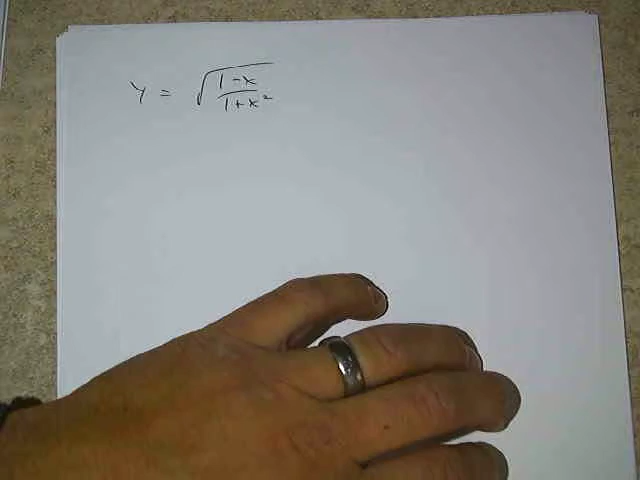 y = √((1-x)/(1+x²))